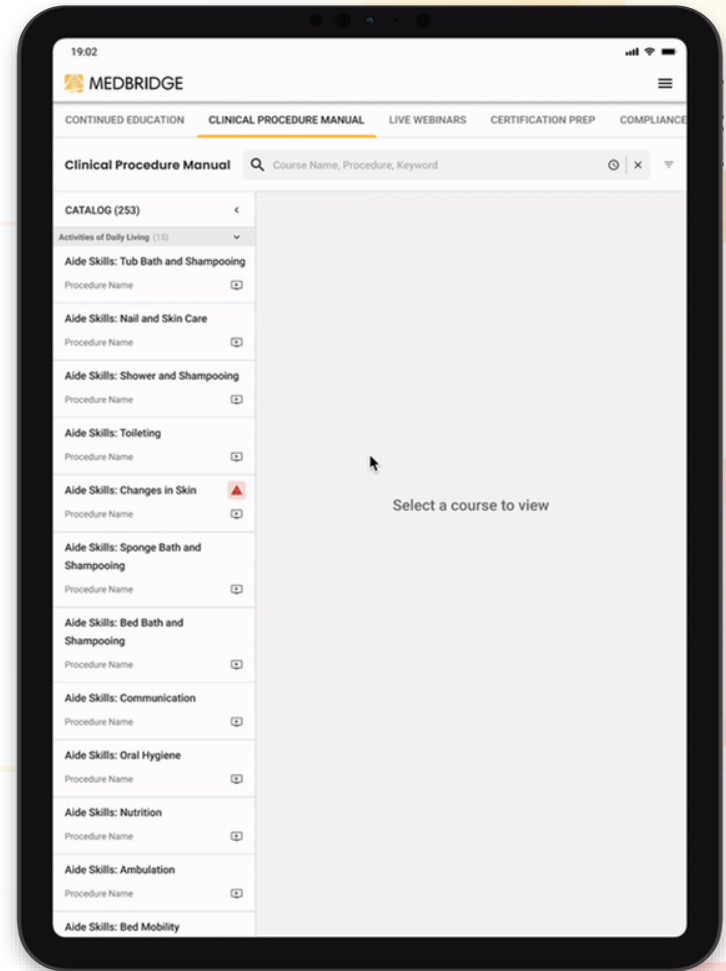 19:02
MEDBRIDGE
CONTINUED EDUCATION CLINICAL PROCEDURE MANUAL LIVE WEBINARS CERTIFICATION PREP COMPLIANCE
Clinical Procedure Manual Course Name, Procedure, Keyword
CATALOG (253)
Activities of Daily Living (15)
Aide Skills: Tub Bath and Shampooing
Procedure Name
Aide Skills: Nail and Skin Care
Procedure Name
Aide Skills: Shower and Shampooing
Procedure Name
Aide Skills: Toileting
Procedure Name
Aide Skills: Changes in Skin
Procedure Name
Aide Skills: Sponge Bath and
Shampooing
Procedure Name
Aide Skills: Bed Bath and
Shampooing
Procedure Name
Aide Skills: Communication
Procedure Name
Aide Skills: Oral Hygiene
Procedure Name
Aide Skills: Nutrition
Procedure Name
Aide Skills: Ambulation
Procedure Name
Aide Skills: Bed Mobility
Select a course to view